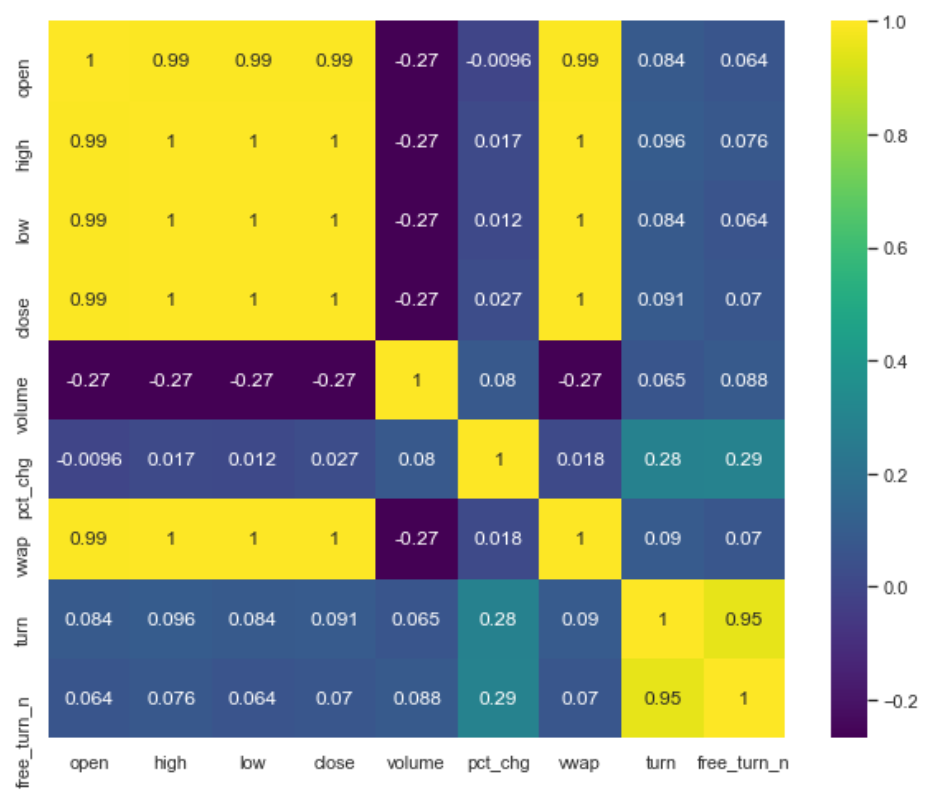 open 1 0.99 0.99 0.99 -0.27 -0.0096 0.99 0.084 0.064
high 0.99 1 1 1 -0.27 0.017 1 0.096 0.076
low 0.99 1 1 1 -0.27 0.012 1 0.084 0.064
close 0.99 1 1 1 -0.27 0.027 1 0.091 0.07
volume -0.27 -0.27 -0.27 -0.27 1 0.08 -0.27 0.065 0.088
pct_chg -0.0096 0.017 0.012 0.027 0.08 1 0.018 0.28 0.29
vwap 0.99 1 1 1 -0.27 0.018 1 0.09 0.07
turn 0.084 0.096 0.084 0.091 0.065 0.28 0.09 1 0.95
free_turn_n 0.064 0.076 0.064 0.07 0.088 0.29 0.07 0.95 1
open high low close volume pct_chg vwap turn free_turn_n
1.0
0.8
0.6
0.4
0.2
0.0
−0.2